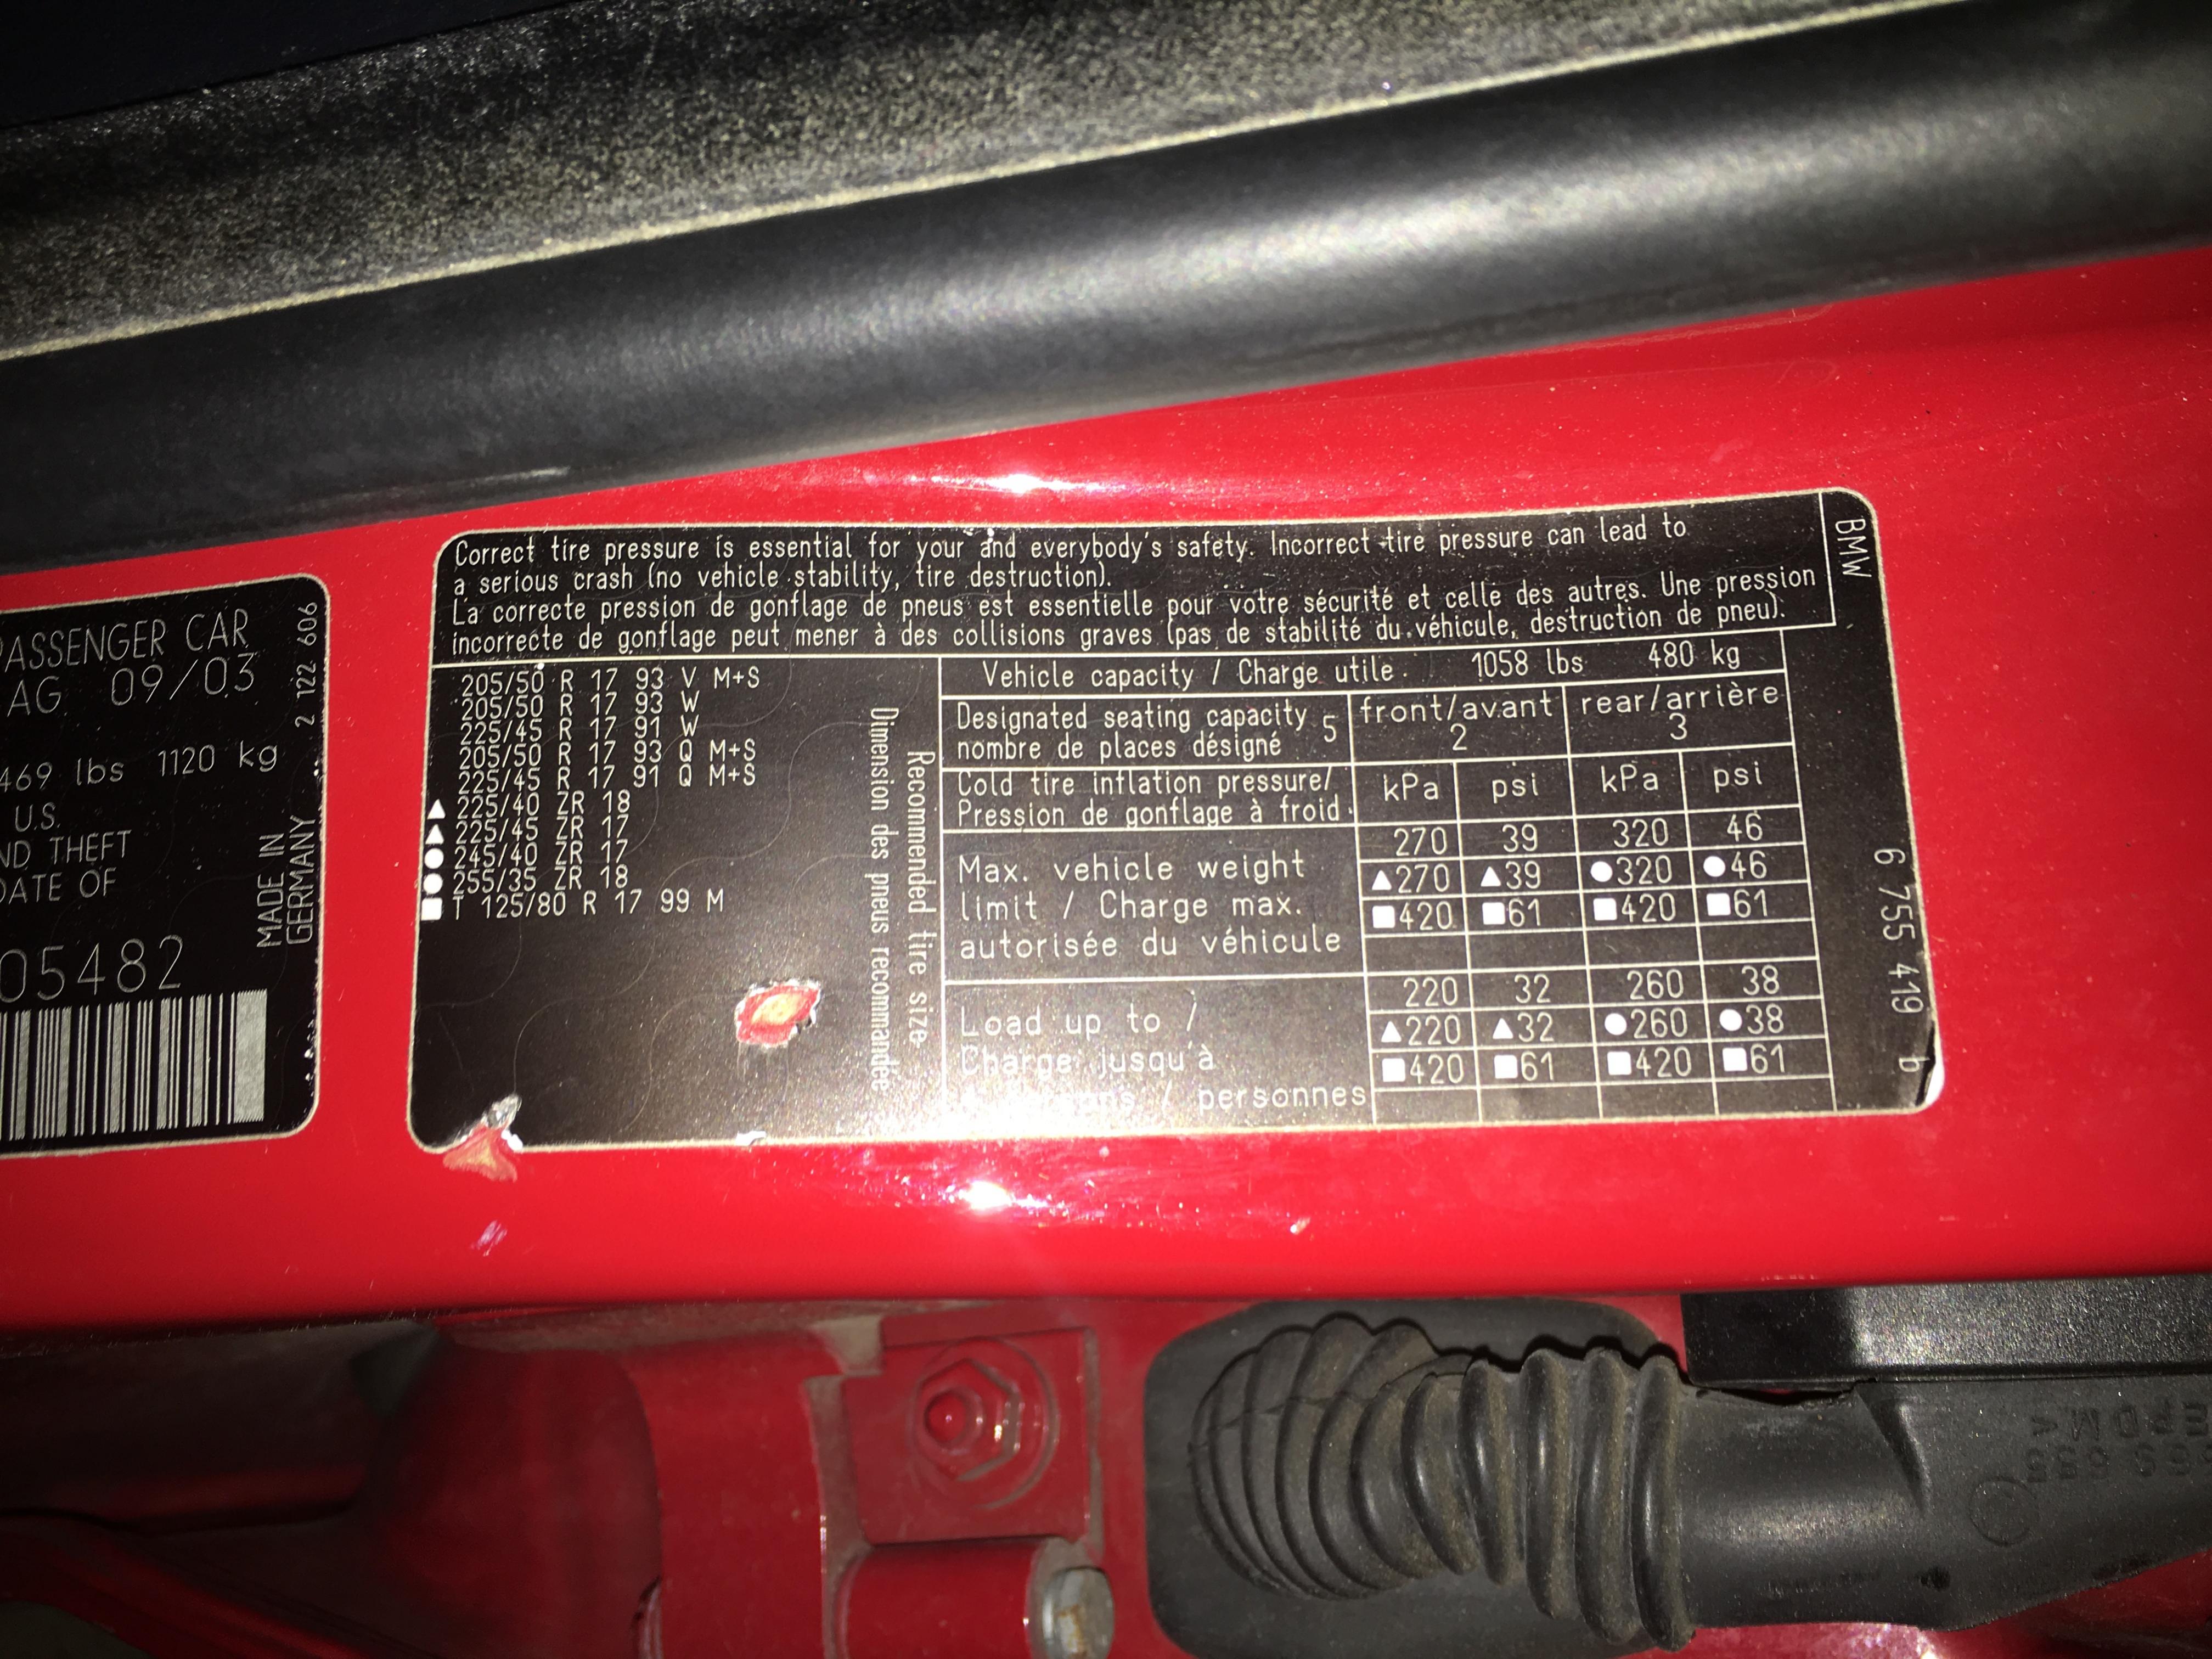 PASSENGER CAR
AG 09/03
469 lbs 1120 kg
U.S.
THEFT
DATE OF
05482
MADE IN
GERMANY
2 122 606
Correct tire pressure is essential for your and everybody's safety. Incorrect tire pressure can lead to
a serious crash (no vehicle stability, tire destruction).
La correcte pression de gonflage de pneus est essentielle pour votre sécurité et celle des autres. Une pression
incorrecte de gonflage peut mener à des collisions graves (pas de stabilité du véhicule, destruction de pneu).
BMW
205/50 R 17 93 V M+S
205/50 R 17 93 W
225/45 R 17 91 W
205/50 R 17 93 Q M+S
225/45 R 17 91 Q M+S
▲ 225/40 ZR 18
▲ 225/45 ZR 17
● 245/40 ZR 17
● 255/35 ZR 18
■ T 125/80 R 17 99 M
Recommended tire size
Dimension des pneus recommandée
Vehicle capacity / Charge utile 1058 lbs 480 kg
Designated seating capacity
nombre de places désigné
5
front/avant
2
rear/arrière
3
Cold tire inflation pressure/
Pression de gonflage à froid
kPa psi kPa psi
Max. vehicle weight
limit / Charge max.
autorisée du véhicule
270 39 320 46
▲270 ▲39 ●320 ●46
■420 ■61 ■420 ■61
Load up to /
Charge jusqu'à
/ personnes
220 32 260 38
▲220 ▲32 ●260 ●38
■420 ■61 ■420 ■61
6 755 419 b
EPDM<